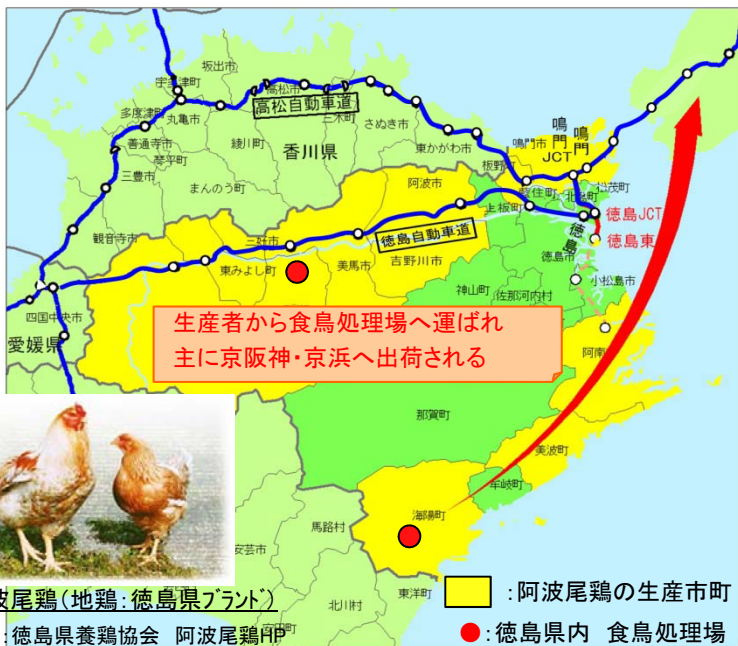 坂出市
宇多津町
高松市
多度津町
丸亀市
高松自動車道
三木町
善通寺市
さぬき市
綾川町
琴平町
香川県
東かがわ市
三豊市
まんのう町
鳴門市
鳴門JCT
鳴門
板野町
阿波市
藍住町
北島町
松茂町
上板町
観音寺市
徳島JCT
三好市
徳島自動車道
徳島
徳島東
東みよし町
美馬市
吉野川市
徳島市
神山町
佐那河内村
小松島市
四国中央市
愛媛県
生産者から食鳥処理場へ運ばれ
主に京阪神・京浜へ出荷される
阿南
那賀町
美波町
牟岐町
海陽町
馬路村
安芸市
東洋町
北川村
安田町
波尾鶏(地鶏:徳島県ブランド)
:徳島県養鶏協会 阿波尾鶏HP
:阿波尾鶏の生産市町
:徳島県内 食鳥処理場